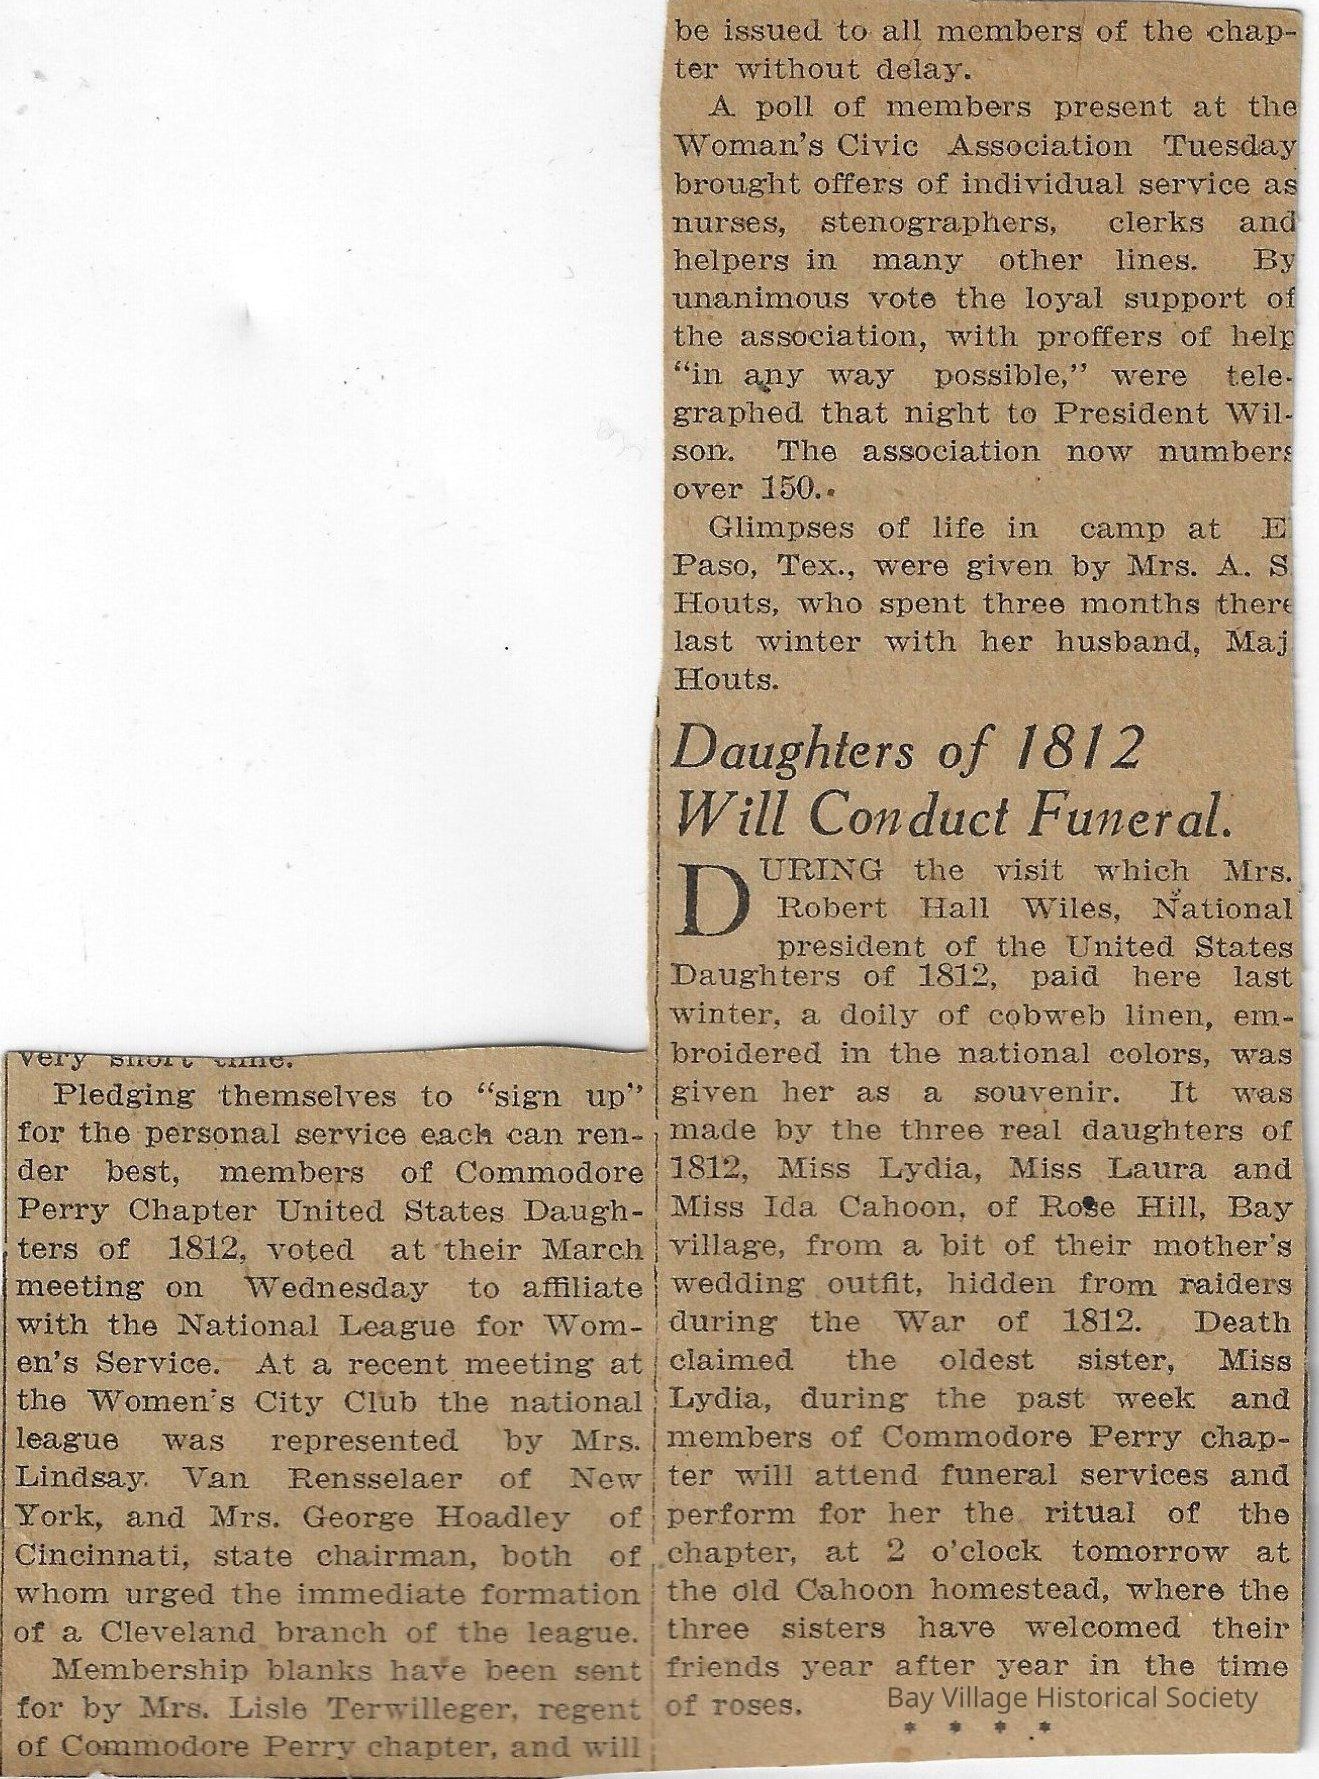 very short time.
Pledging themselves to “sign up”
for the personal service each can ren-
der best, members of Commodore
Perry Chapter United States Daugh-
ters of 1812, voted at their March
meeting on Wednesday to affiliate
with the National League for Wom-
en's Service. At a recent meeting at
the Women's City Club the national
league was represented by Mrs.
Lindsay. Van Rensselaer of New
York, and Mrs. George Hoadley of
Cincinnati, state chairman, both of
whom urged the immediate formation
of a Cleveland branch of the league.
Membership blanks have been sent
for by Mrs. Lisle Terwilleger, regent
of Commodore Perry chapter, and will
be issued to all members of the chap-
ter without delay.
A poll of members present at the
Woman's Civic Association Tuesday
brought offers of individual service as
nurses, stenographers, clerks and
helpers in many other lines. By
unanimous vote the loyal support of
the association, with proffers of help
“in any way possible,” were tele-
graphed that night to President Wil-
son. The association now numbers
over 150.
Glimpses of life in camp at E
Paso, Tex., were given by Mrs. A. S.
Houts, who spent three months there
last winter with her husband, Maj
Houts.
Daughters of 1812
Will Conduct Funeral.
DURING the visit which Mrs.
Robert Hall Wiles, National
president of the United States
Daughters of 1812, paid here last
winter, a doily of cobweb linen, em-
broidered in the national colors, was
given her as a souvenir. It was
made by the three real daughters of
1812, Miss Lydia, Miss Laura and
Miss Ida Cahoon, of Rose Hill, Bay
village, from a bit of their mother's
wedding outfit, hidden from raiders
during the War of 1812. Death
claimed the oldest sister, Miss
Lydia, during the past week and
members of Commodore Perry chap-
ter will attend funeral services and
perform for her the ritual of the
chapter, at 2 o'clock tomorrow at
the old Cahoon homestead, where the
three sisters have welcomed their
friends year after year in the time
of roses.
Bay Village Historical Society
* * * *